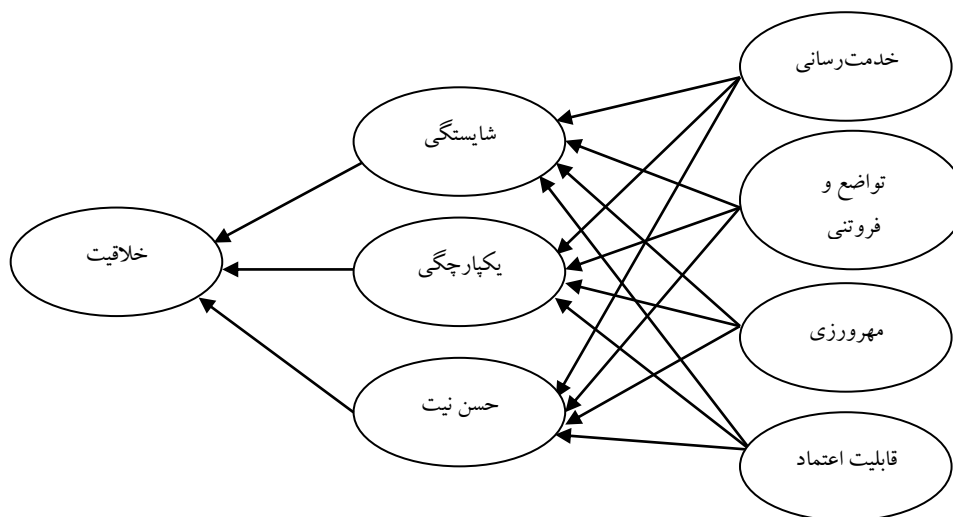 خدمت‌رسانی
تواضع و
فروتنی
مهرورزی
قابلیت اعتماد
شایستگی
یکپارچگی
حسن نیت
خلاقیت